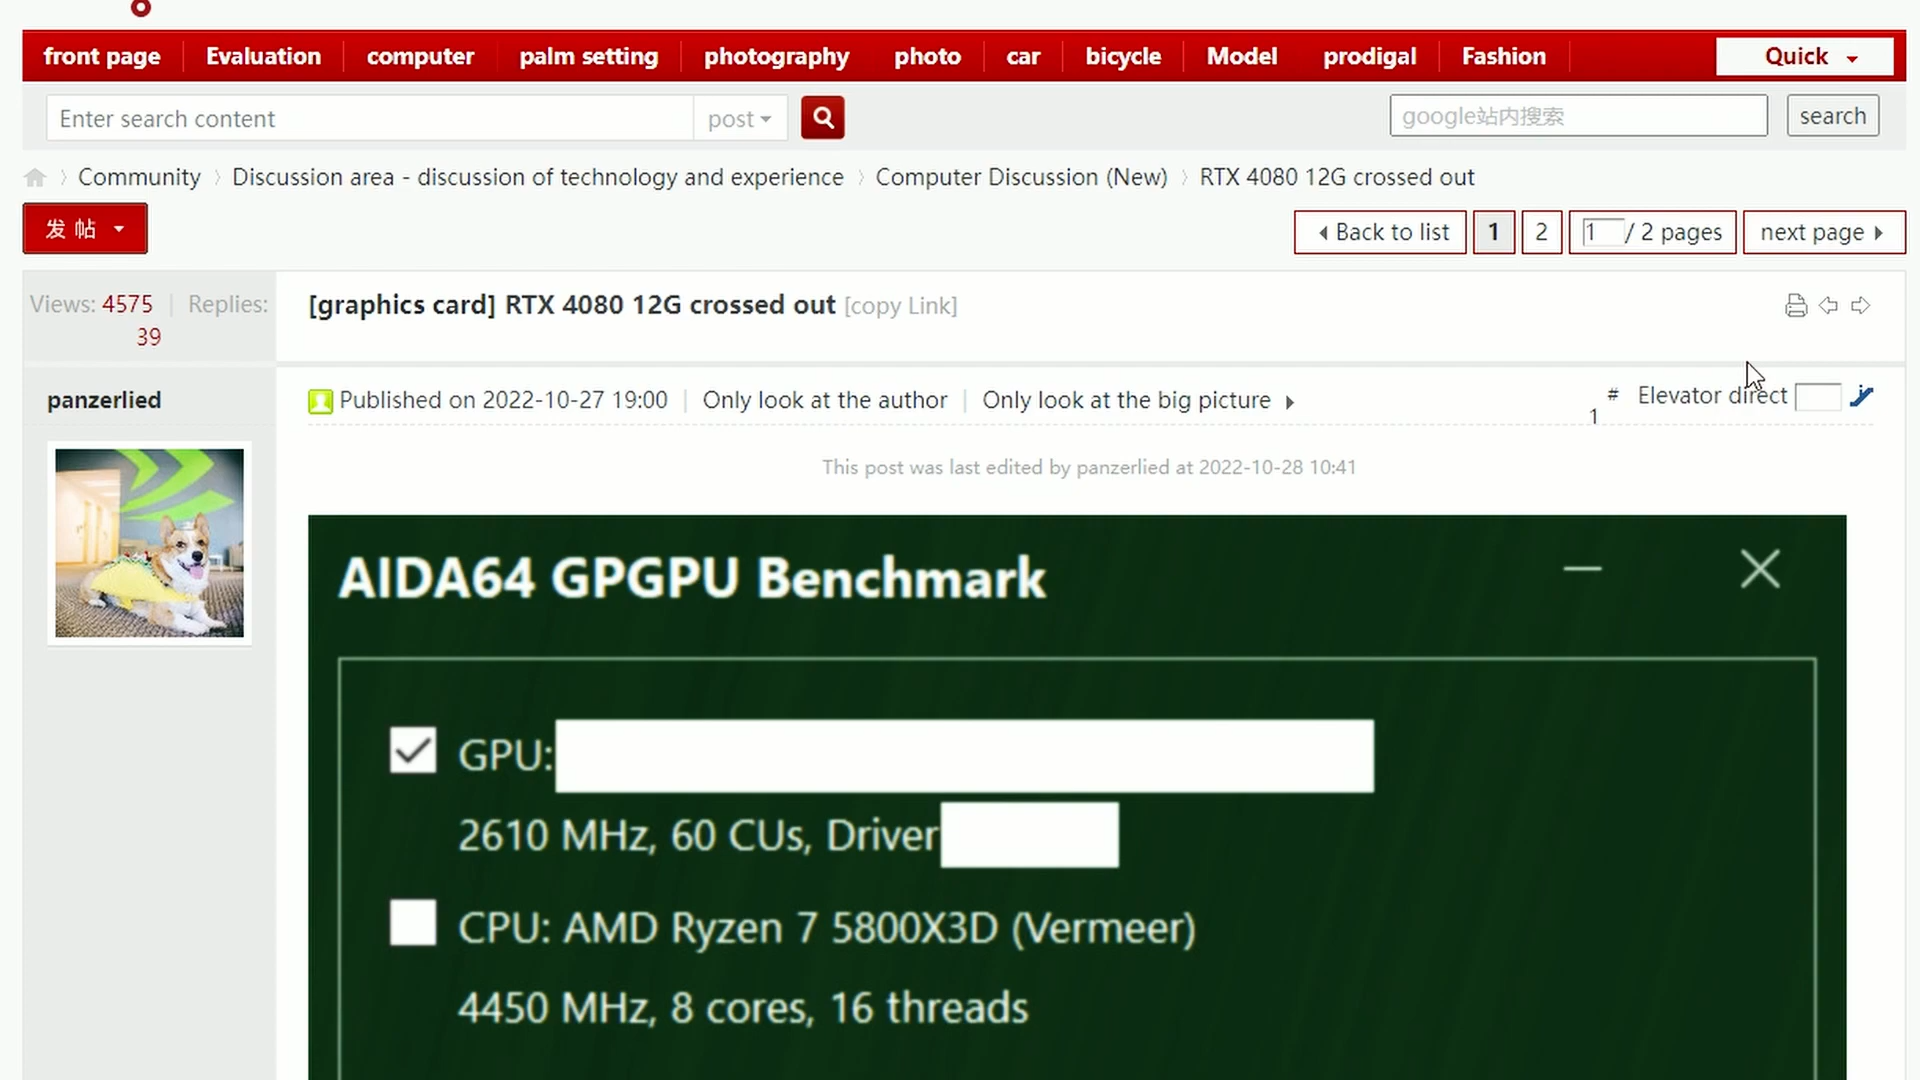 front page Evaluation computer palm setting photography photo car bicycle Model prodigal Fashion Quick
Enter search content post google站内搜索 search
Community Discussion area - discussion of technology and experience Computer Discussion (New) RTX 4080 12G crossed out
发帖 Back to list 1 2 1 / 2 pages next page
Views: 4575 | Replies: 39
[graphics card] RTX 4080 12G crossed out [copy Link]
panzerlied
Published on 2022-10-27 19:00 | Only look at the author | Only look at the big picture
1 # Elevator direct
This post was last edited by panzerlied at 2022-10-28 10:41
AIDA64 GPGPU Benchmark
GPU:
2610 MHz, 60 CUs, Driver
CPU: AMD Ryzen 7 5800X3D (Vermeer)
4450 MHz, 8 cores, 16 threads